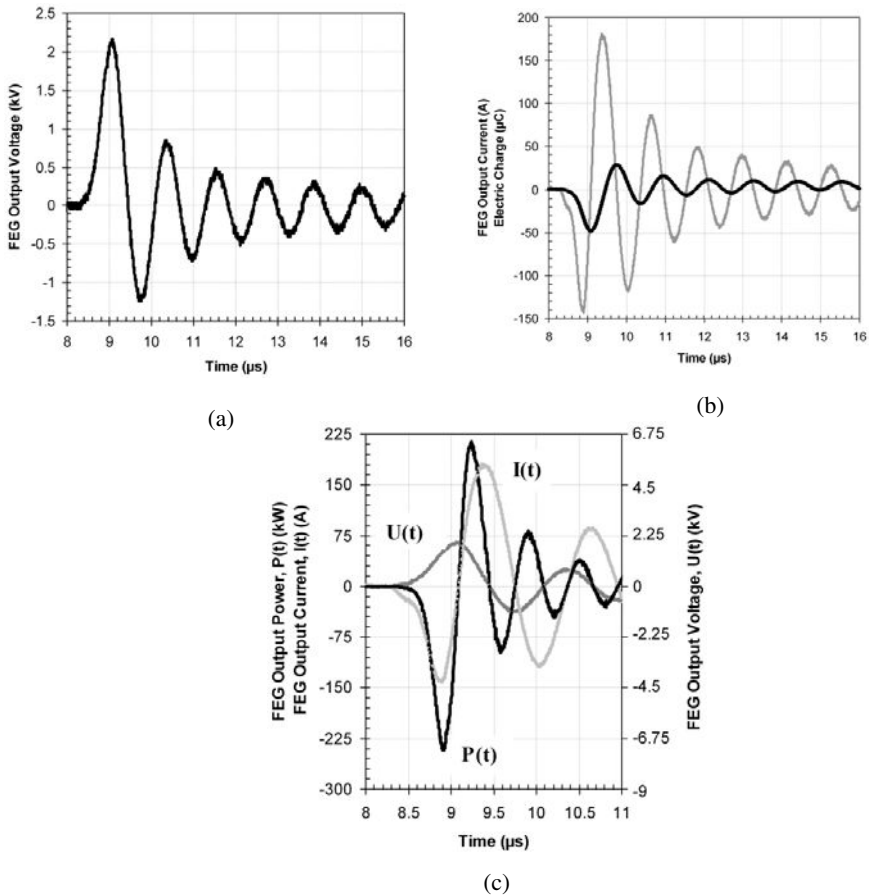 FEG Output Voltage (kV)
2.5
2
1.5
1
0.5
0
-0.5
-1
-1.5
8 9 10 11 12 13 14 15 16
Time (µs)
(a)
FEG Output Current (A)
Electric Charge (µC)
200
150
100
50
0
-50
-100
-150
8 9 10 11 12 13 14 15 16
Time (µs)
(b)
FEG Output Power, P(t) (kW)
FEG Output Current, I(t) (A)
225
150
75
0
-75
-150
-225
-300
U(t)
I(t)
P(t)
6.75
4.5
2.25
0
-2.25
-4.5
-6.75
-9
FEG Output Voltage, U(t) (kV)
8 8.5 9 9.5 10 10.5 11
Time (µs)
(c)